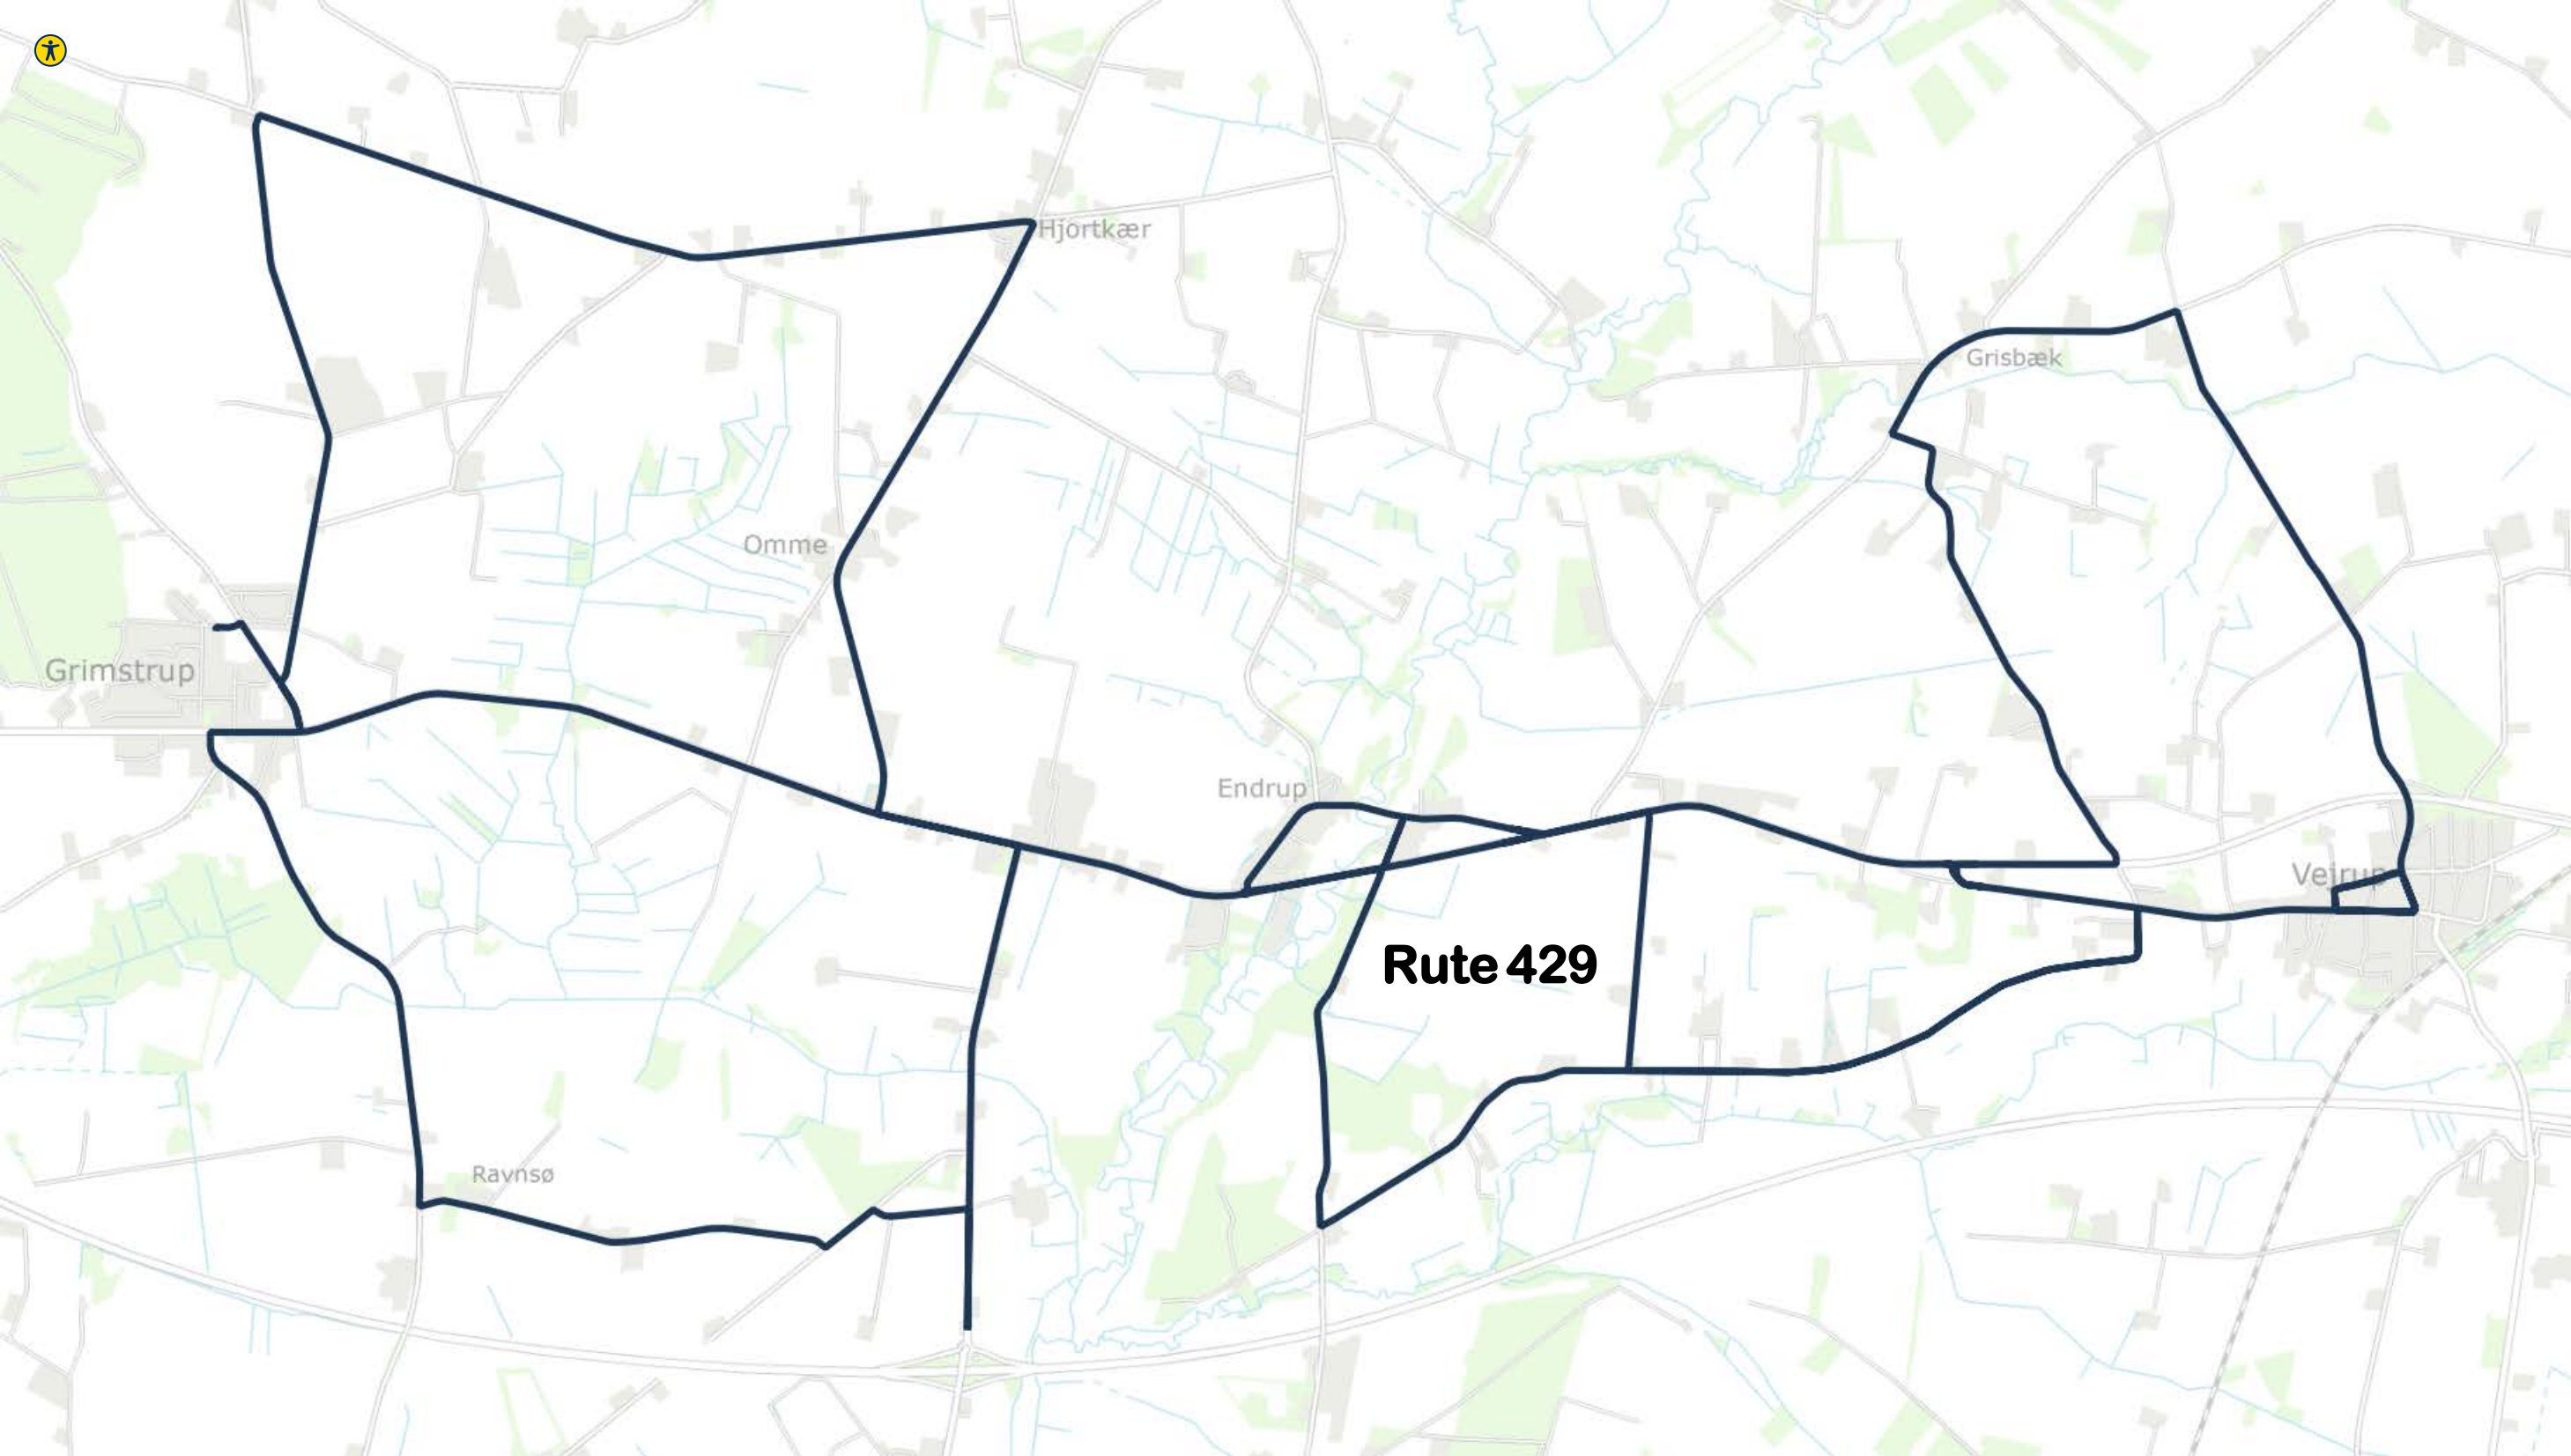 Hjortkær
Grisbæk
Omme
Grimstrup
Endrup
Vejrup
Rute 429
Ravnsø